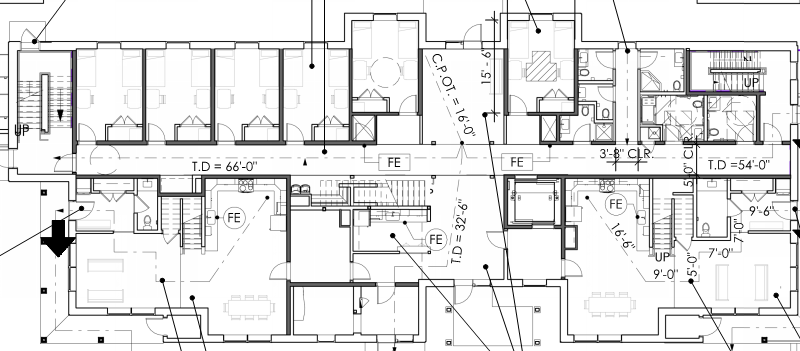 15' - 6"
C.P.OT. = 16'-0"
UP
UP
T.D = 66'-0"
FE
FE
3'-8" CLR.
5'-0" CLR.
T.D =54'-0"
FE
FE
FE
T.D = 32'-6"
16'-6"
9'-6"
7'-0"
7'-0"
UP
9'-0"
5'-0"